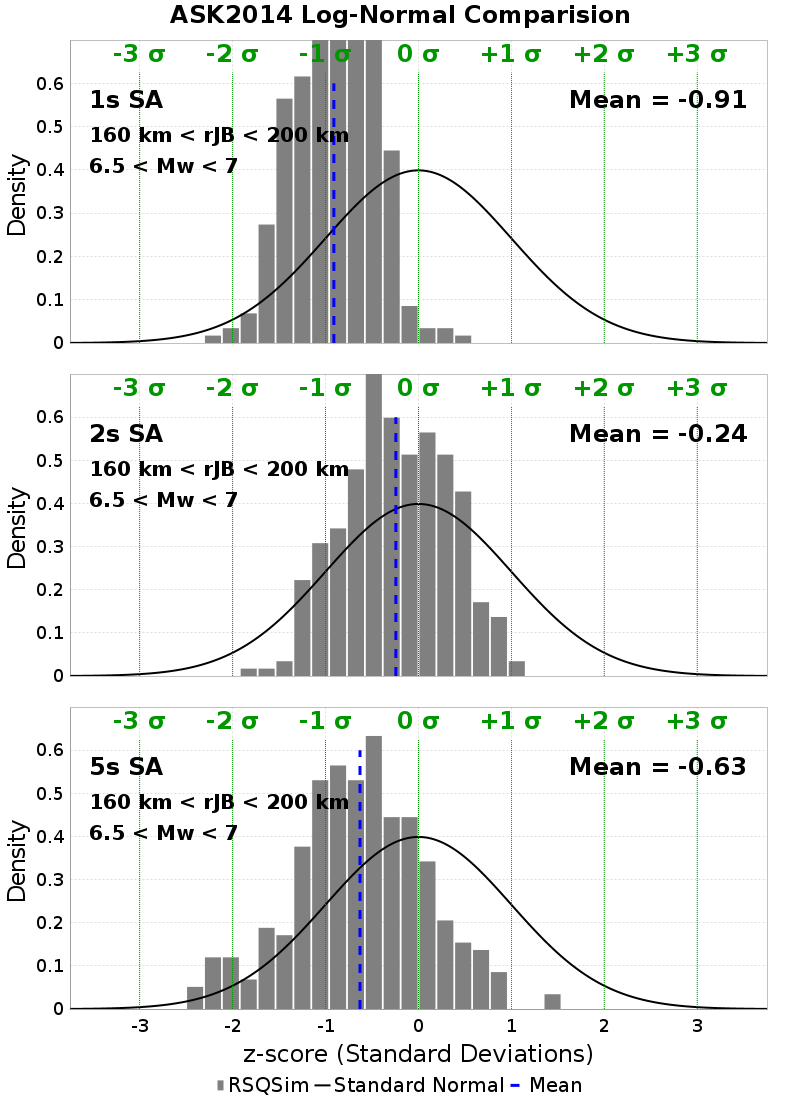 ASK2014 Log-Normal Comparision
-3 σ -2 σ -1 σ 0 σ +1 σ +2 σ +3 σ
1s SA Mean = -0.91
160 km < rJB < 200 km
6.5 < Mw < 7
0.6
0.5
0.4
0.3
0.2
0.1
0
Density
-3 σ -2 σ -1 σ 0 σ +1 σ +2 σ +3 σ
2s SA Mean = -0.24
160 km < rJB < 200 km
6.5 < Mw < 7
0.6
0.5
0.4
0.3
0.2
0.1
0
Density
-3 σ -2 σ -1 σ 0 σ +1 σ +2 σ +3 σ
5s SA Mean = -0.63
160 km < rJB < 200 km
6.5 < Mw < 7
0.6
0.5
0.4
0.3
0.2
0.1
0
Density
-3 -2 -1 0 1 2 3
z-score (Standard Deviations)
RSQSim Standard Normal Mean